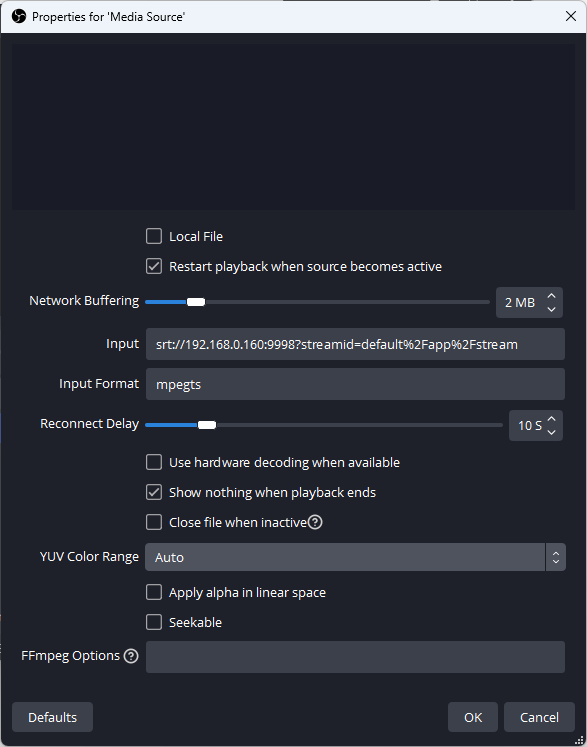 Properties for 'Media Source'
Local File
Restart playback when source becomes active
Network Buffering 2 MB
Input srt://192.168.0.160:9998?streamid=default%2Fapp%2Fstream
Input Format mpegts
Reconnect Delay 10 S
Use hardware decoding when available
Show nothing when playback ends
Close file when inactive
YUV Color Range Auto
Apply alpha in linear space
Seekable
FFmpeg Options
Defaults OK Cancel